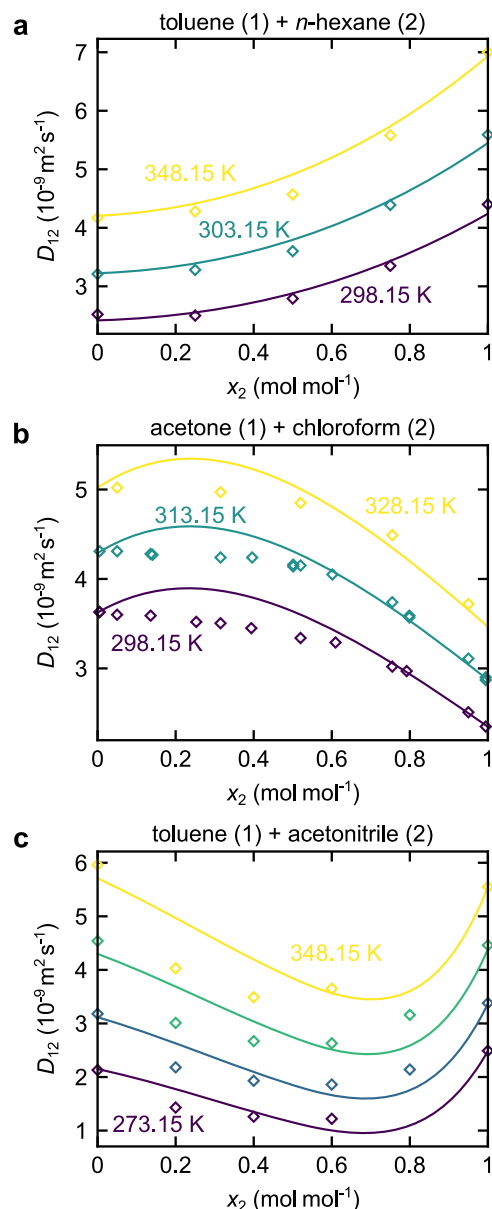 a
toluene (1) + n-hexane (2)
7
6
5
4
3
D₁₂ (10⁻⁹ m² s⁻¹)
348.15 K
303.15 K
298.15 K
0 0.2 0.4 0.6 0.8 1
x₂ (mol mol⁻¹)
b
acetone (1) + chloroform (2)
6
5
4
3
D₁₂ (10⁻⁹ m² s⁻¹)
328.15 K
313.15 K
298.15 K
0 0.2 0.4 0.6 0.8 1
x₂ (mol mol⁻¹)
c
toluene (1) + acetonitrile (2)
6
5
4
3
2
1
D₁₂ (10⁻⁹ m² s⁻¹)
348.15 K
273.15 K
0 0.2 0.4 0.6 0.8 1
x₂ (mol mol⁻¹)